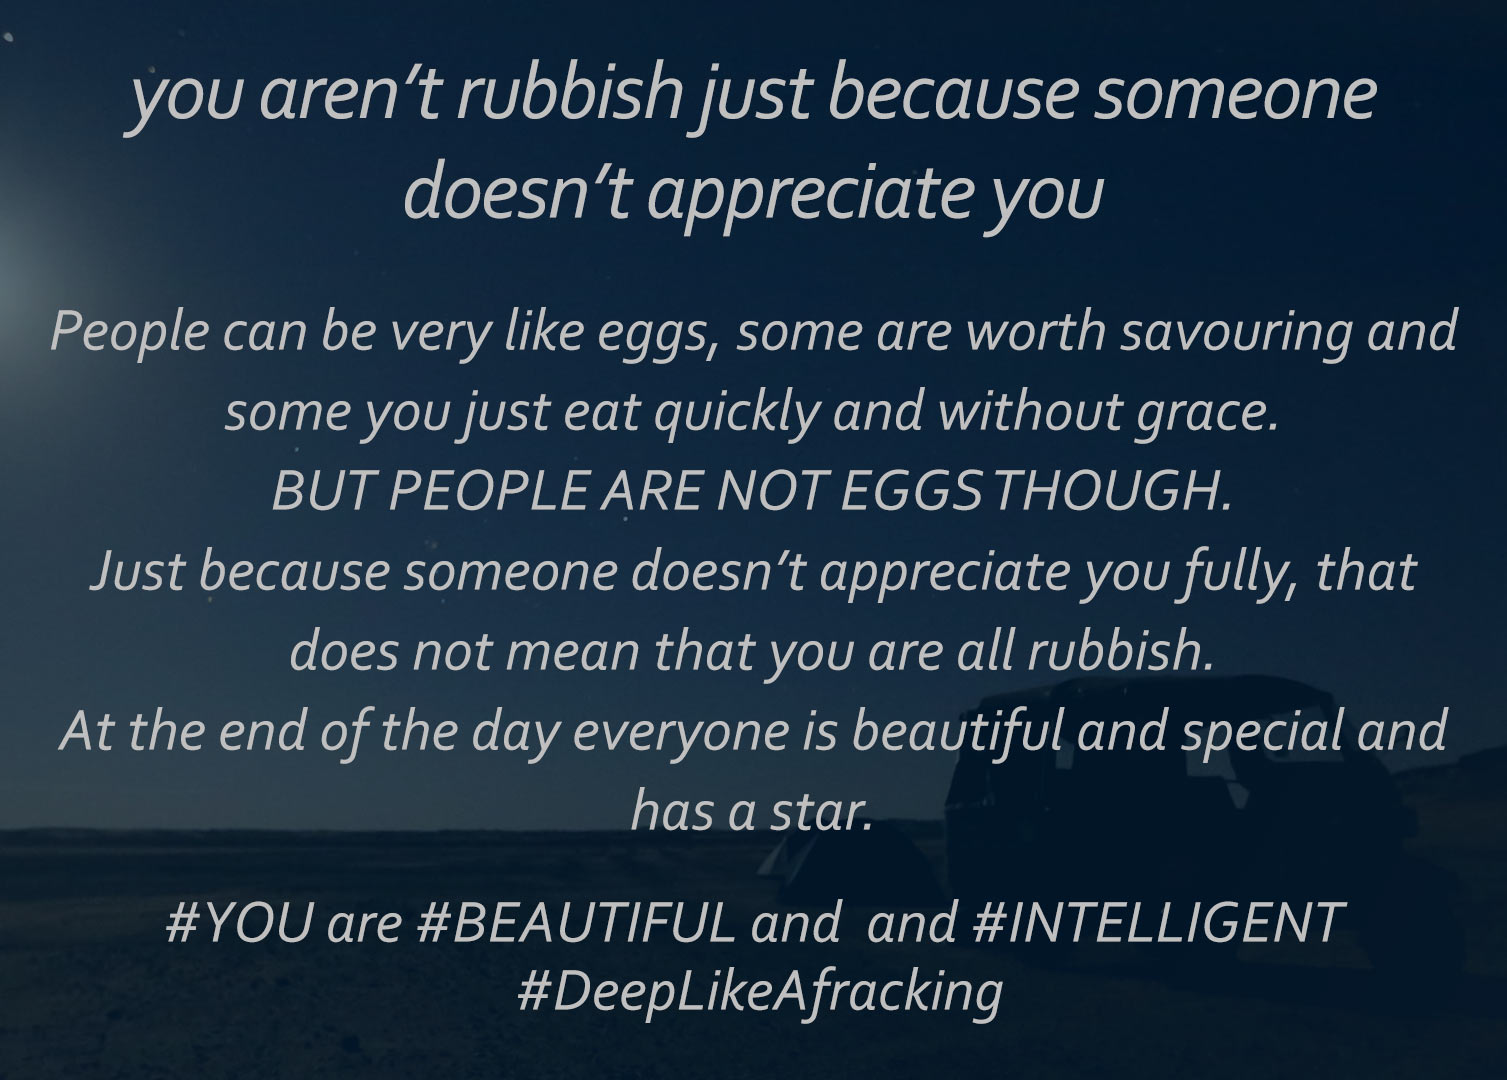 you aren't rubbish just because someone
doesn't appreciate you
People can be very like eggs, some are worth savouring and
some you just eat quickly and without grace.
BUT PEOPLE ARE NOT EGGS THOUGH.
Just because someone doesn't appreciate you fully, that
does not mean that you are all rubbish.
At the end of the day everyone is beautiful and special and
has a star.
#YOU are #BEAUTIFUL and  and #INTELLIGENT
#DeepLikeAfracking